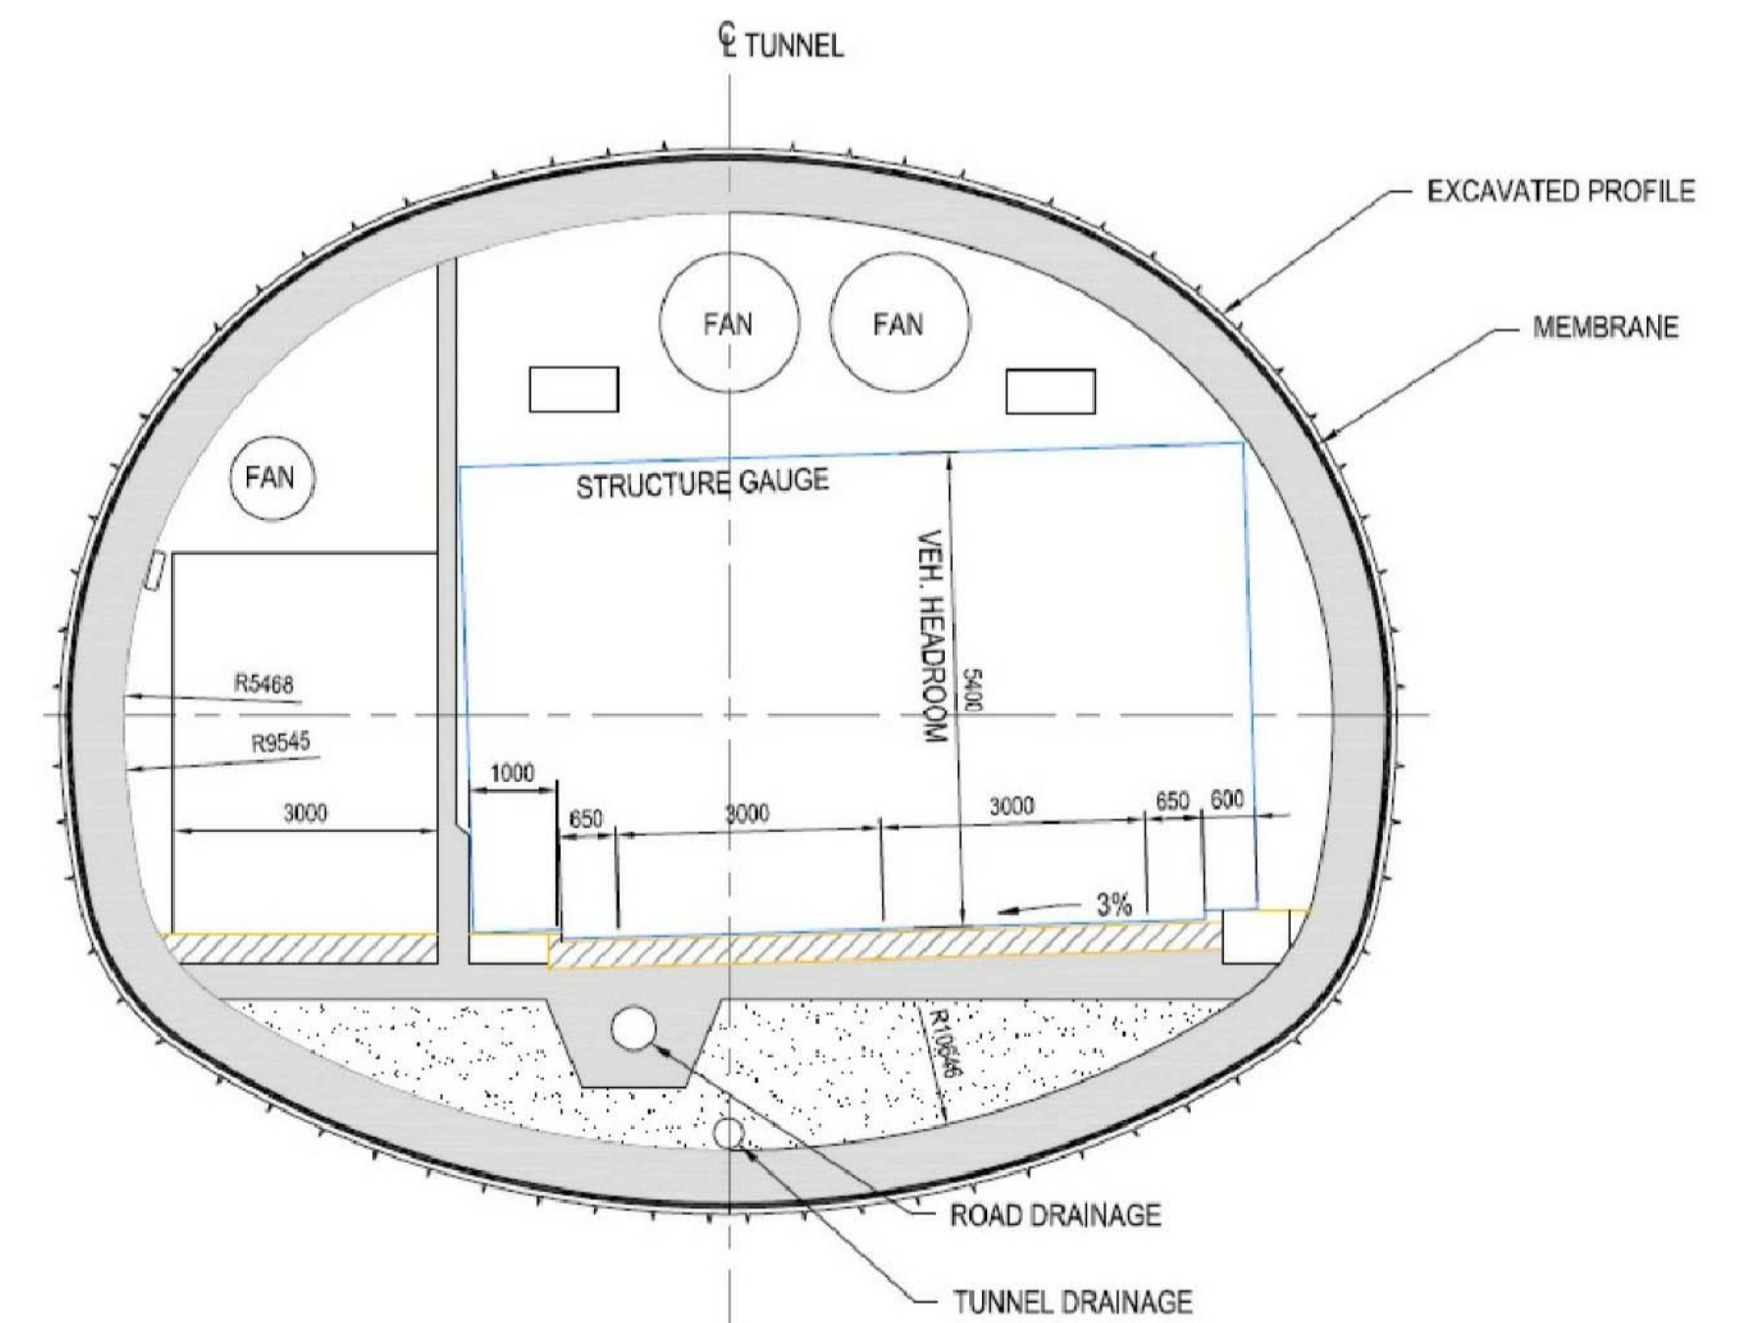 ℄ TUNNEL
EXCAVATED PROFILE
MEMBRANE
FAN
FAN
FAN
STRUCTURE GAUGE
VEH. HEADROOM
5400
R5468
R9545
1000
3000
650
3000
3000
650
600
3%
R10646
ROAD DRAINAGE
TUNNEL DRAINAGE